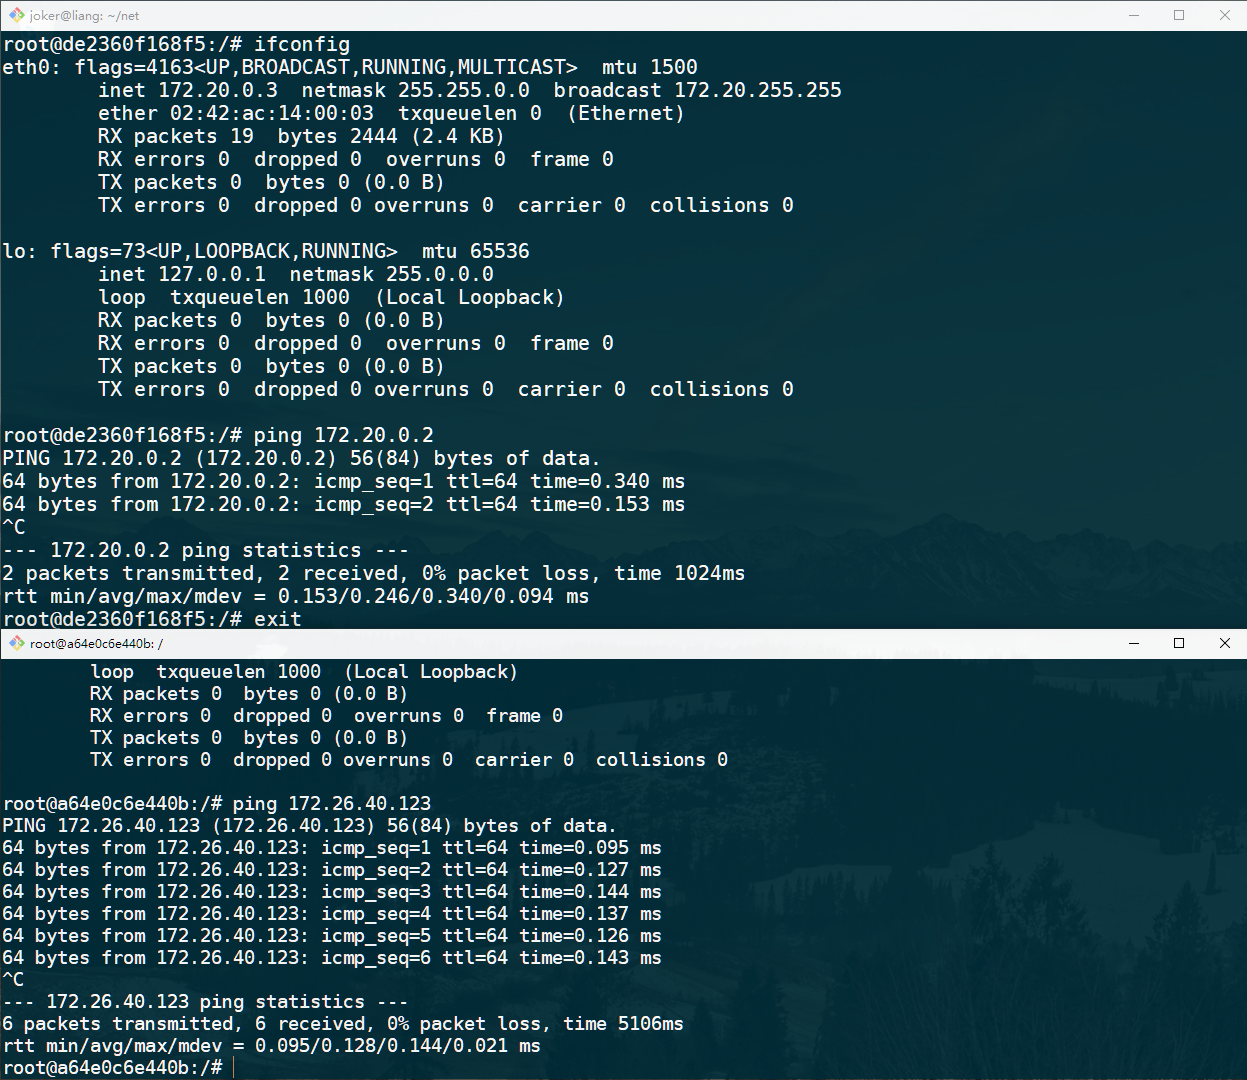 joker@liang: ~/net
root@de2360f168f5:/# ifconfig
eth0: flags=4163<UP,BROADCAST,RUNNING,MULTICAST>  mtu 1500
        inet 172.20.0.3  netmask 255.255.0.0  broadcast 172.20.255.255
        ether 02:42:ac:14:00:03  txqueuelen 0  (Ethernet)
        RX packets 19  bytes 2444 (2.4 KB)
        RX errors 0  dropped 0  overruns 0  frame 0
        TX packets 0  bytes 0 (0.0 B)
        TX errors 0  dropped 0 overruns 0  carrier 0  collisions 0

lo: flags=73<UP,LOOPBACK,RUNNING>  mtu 65536
        inet 127.0.0.1  netmask 255.0.0.0
        loop  txqueuelen 1000  (Local Loopback)
        RX packets 0  bytes 0 (0.0 B)
        RX errors 0  dropped 0  overruns 0  frame 0
        TX packets 0  bytes 0 (0.0 B)
        TX errors 0  dropped 0 overruns 0  carrier 0  collisions 0

root@de2360f168f5:/# ping 172.20.0.2
PING 172.20.0.2 (172.20.0.2) 56(84) bytes of data.
64 bytes from 172.20.0.2: icmp_seq=1 ttl=64 time=0.340 ms
64 bytes from 172.20.0.2: icmp_seq=2 ttl=64 time=0.153 ms
^C
--- 172.20.0.2 ping statistics ---
2 packets transmitted, 2 received, 0% packet loss, time 1024ms
rtt min/avg/max/mdev = 0.153/0.246/0.340/0.094 ms
root@de2360f168f5:/# exit
root@a64e0c6e440b: /
        loop  txqueuelen 1000  (Local Loopback)
        RX packets 0  bytes 0 (0.0 B)
        RX errors 0  dropped 0  overruns 0  frame 0
        TX packets 0  bytes 0 (0.0 B)
        TX errors 0  dropped 0 overruns 0  carrier 0  collisions 0

root@a64e0c6e440b:/# ping 172.26.40.123
PING 172.26.40.123 (172.26.40.123) 56(84) bytes of data.
64 bytes from 172.26.40.123: icmp_seq=1 ttl=64 time=0.095 ms
64 bytes from 172.26.40.123: icmp_seq=2 ttl=64 time=0.127 ms
64 bytes from 172.26.40.123: icmp_seq=3 ttl=64 time=0.144 ms
64 bytes from 172.26.40.123: icmp_seq=4 ttl=64 time=0.137 ms
64 bytes from 172.26.40.123: icmp_seq=5 ttl=64 time=0.126 ms
64 bytes from 172.26.40.123: icmp_seq=6 ttl=64 time=0.143 ms
^C
--- 172.26.40.123 ping statistics ---
6 packets transmitted, 6 received, 0% packet loss, time 5106ms
rtt min/avg/max/mdev = 0.095/0.128/0.144/0.021 ms
root@a64e0c6e440b:/#